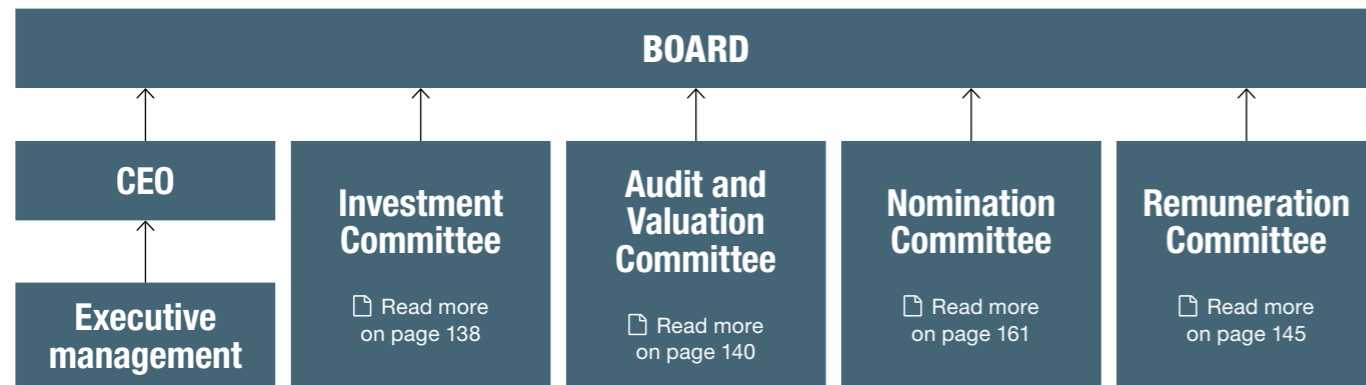 BOARD
CEO
Executive
management
Investment
Committee
Read more
on page 138
Audit and
Valuation
Committee
Read more
on page 140
Nomination
Committee
Read more
on page 161
Remuneration
Committee
Read more
on page 145